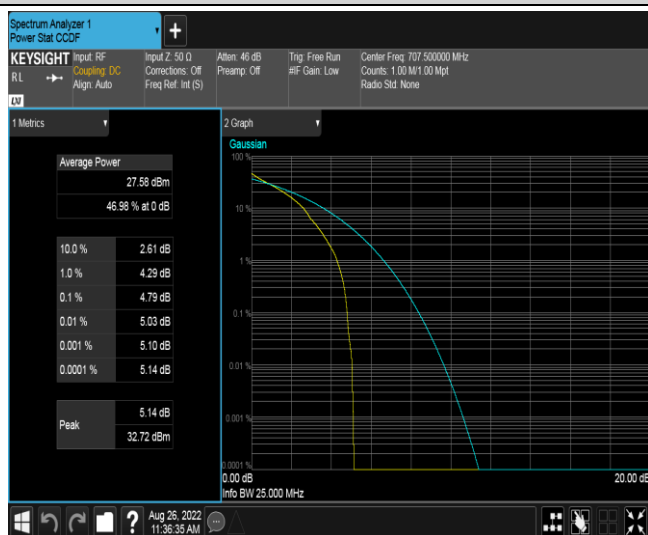 Spectrum Analyzer 1
Power Stat CCDF
+
KEYSIGHT
RL
LXI
Input: RF
Coupling: DC
Align: Auto
Input Z: 50 Ω
Corrections: Off
Freq Ref: Int (S)
Atten: 46 dB
Preamp: Off
Trig: Free Run
#IF Gain: Low
Center Freq: 707.500000 MHz
Counts: 1.00 M/1.00 Mpt
Radio Std: None
1 Metrics
Average Power
27.58 dBm
46.98 % at 0 dB
10.0 % 2.61 dB
1.0 % 4.29 dB
0.1 % 4.79 dB
0.01 % 5.03 dB
0.001 % 5.10 dB
0.0001 % 5.14 dB
Peak
5.14 dB
32.72 dBm
2 Graph
Gaussian
100 %
10 %
1 %
0.1 %
0.01 %
0.001 %
0.0001 %
0.00 dB 20.00 dB
Info BW 25.000 MHz
?
Aug 26, 2022
11:36:35 AM